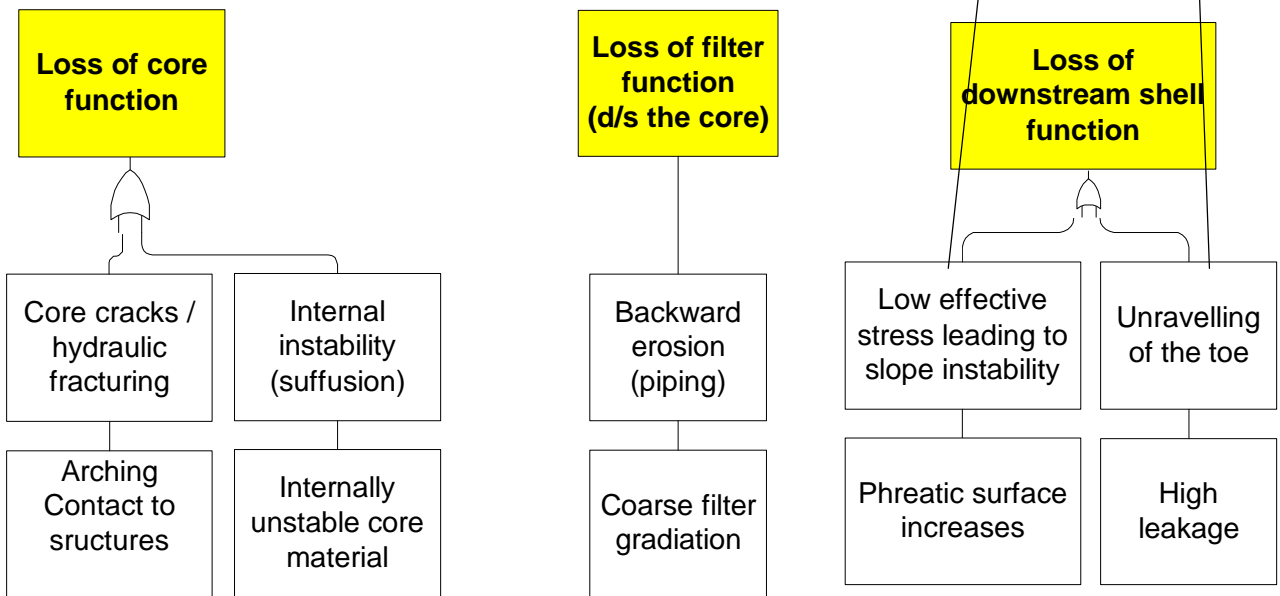 Loss of core
function
Loss of filter
function
(d/s the core)
Loss of
downstream shell
function
Core cracks /
hydraulic
fracturing
Internal
instability
(suffusion)
Backward
erosion
(piping)
Low effective
stress leading to
slope instability
Unravelling
of the toe
Arching
Contact to
sructures
Internally
unstable core
material
Coarse filter
gradiation
Phreatic surface
increases
High
leakage